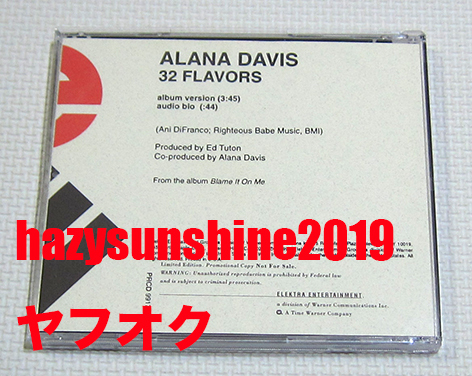 ALANA DAVIS
32 FLAVORS
album version (3:45)
audio bio (:44)
(Ani DiFranco; Righteous Babe Music, BMI)
Produced by Ed Tuton
Co-produced by Alana Davis
From the album Blame It On Me
hazysunshine2019
Limited Edition. Promotional Copy Not For Sale.
WARNING: Unauthorized reproduction is prohibited by Federal law
and is subject to criminal prosecution.
PRCD 991
ELEKTRA ENTERTAINMENT
a division of Warner Communications Inc.
A Time Warner Company
ヤフオク